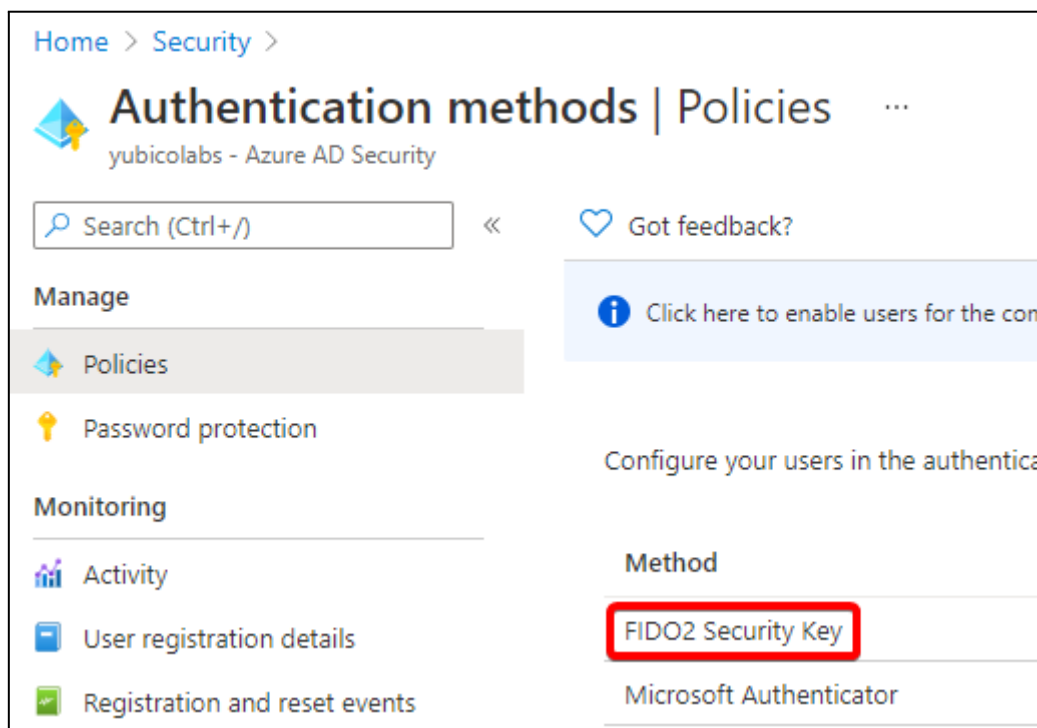 Home > Security >
Authentication methods | Policies ...
yubicolabs - Azure AD Security
Search (Ctrl+/)
«
Got feedback?
Manage
Click here to enable users for the
Policies
Password protection
Configure your users in the
Monitoring
Method
Activity
FIDO2 Security Key
User registration details
Microsoft Authenticator
Registration and reset events